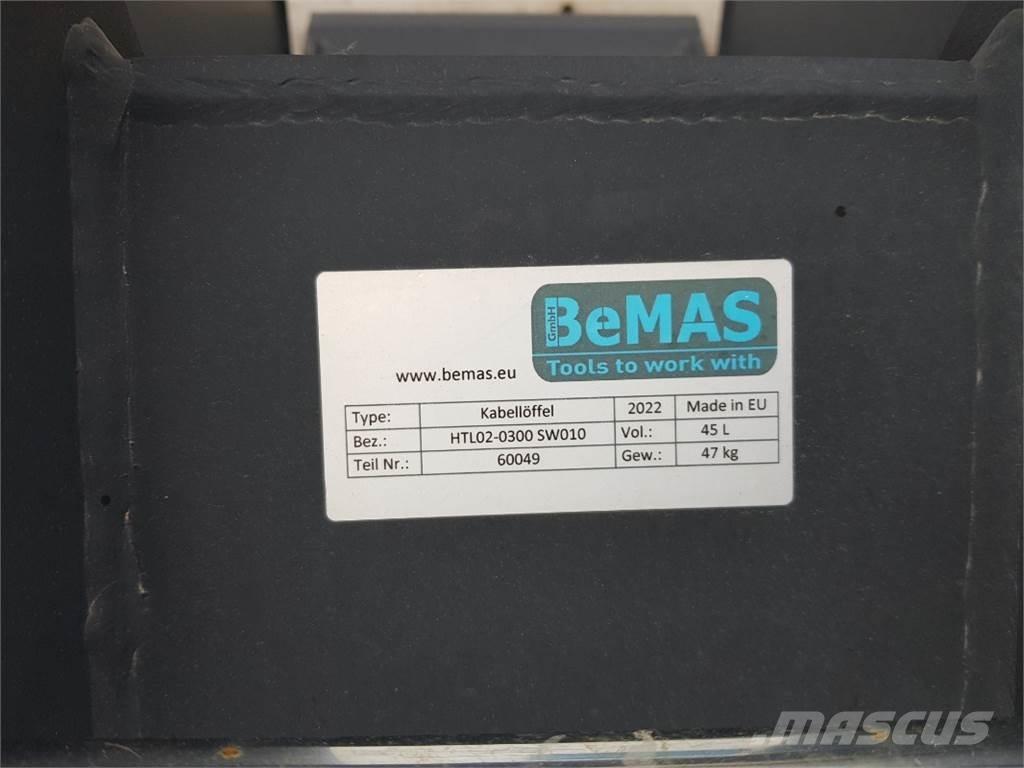 GmbH
BeMAS
Tools to work with
www.bemas.eu
Type: Kabellöffel 2022 Made in EU
Bez.: HTL02-0300 SW010 Vol.: 45 L
Teil Nr.: 60049 Gew.: 47 kg
MASCUS